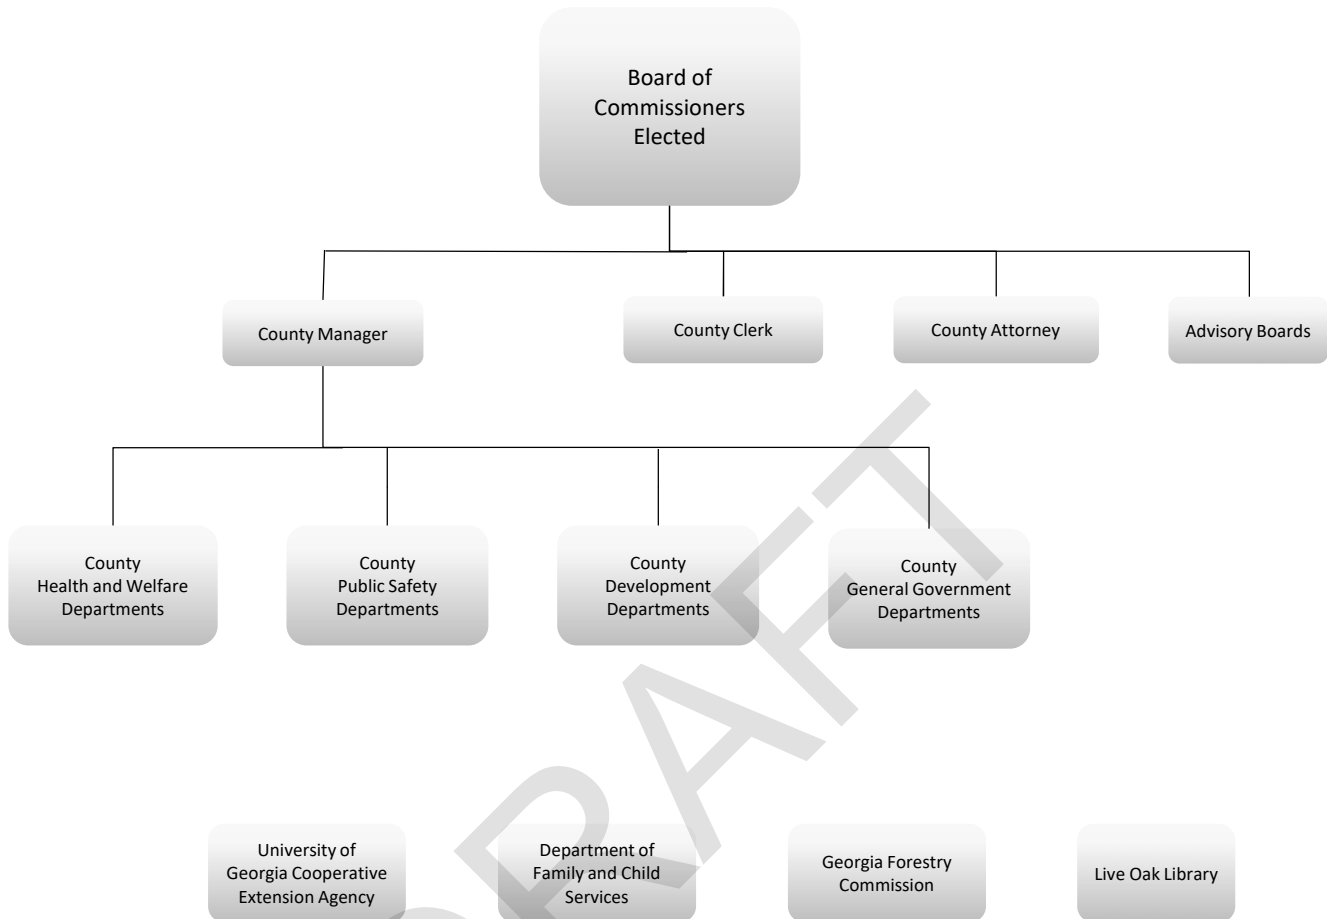 Board of
Commissioners
Elected
County Manager
County Clerk
County Attorney
Advisory Boards
County
Health and Welfare
Departments
County
Public Safety
Departments
County
Development
Departments
County
General Government
Departments
University of
Georgia Cooperative
Extension Agency
Department of
Family and Child
Services
Georgia Forestry
Commission
Live Oak Library
DRAFT